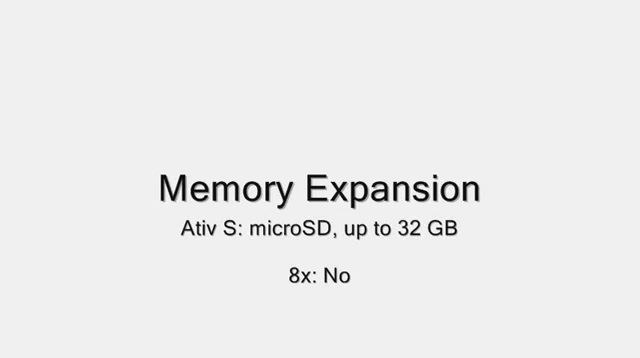 Memory Expansion
Ativ S: microSD, up to 32 GB
8x: No